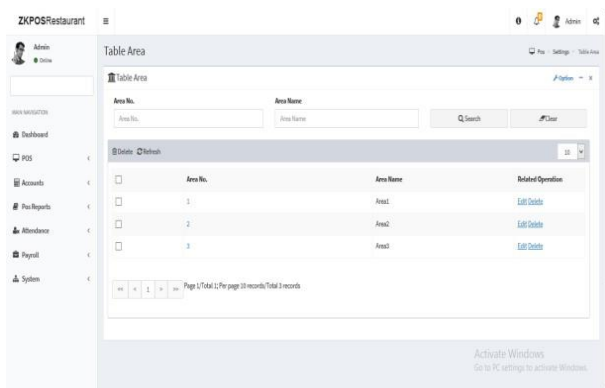 ZKPOSRestaurant
0
Admin
Admin
Online
MAIN NAVIGATION
Dashboard
POS
Accounts
Pos Reports
Attendance
Payroll
System
Table Area
Pos - Settings - Table Area
Table Area
Options
Area No.
Area Name
Area No.
Area Name
Search
Clear
Delete Refresh
10
Area No. Area Name Related Operation
1 Area1 Edit Delete
2 Area2 Edit Delete
3 Area3 Edit Delete
<< < 1 > >> Page 1/Total 1; Per page 10 records/Total 3 records
Activate Windows
Go to PC settings to activate Windows.